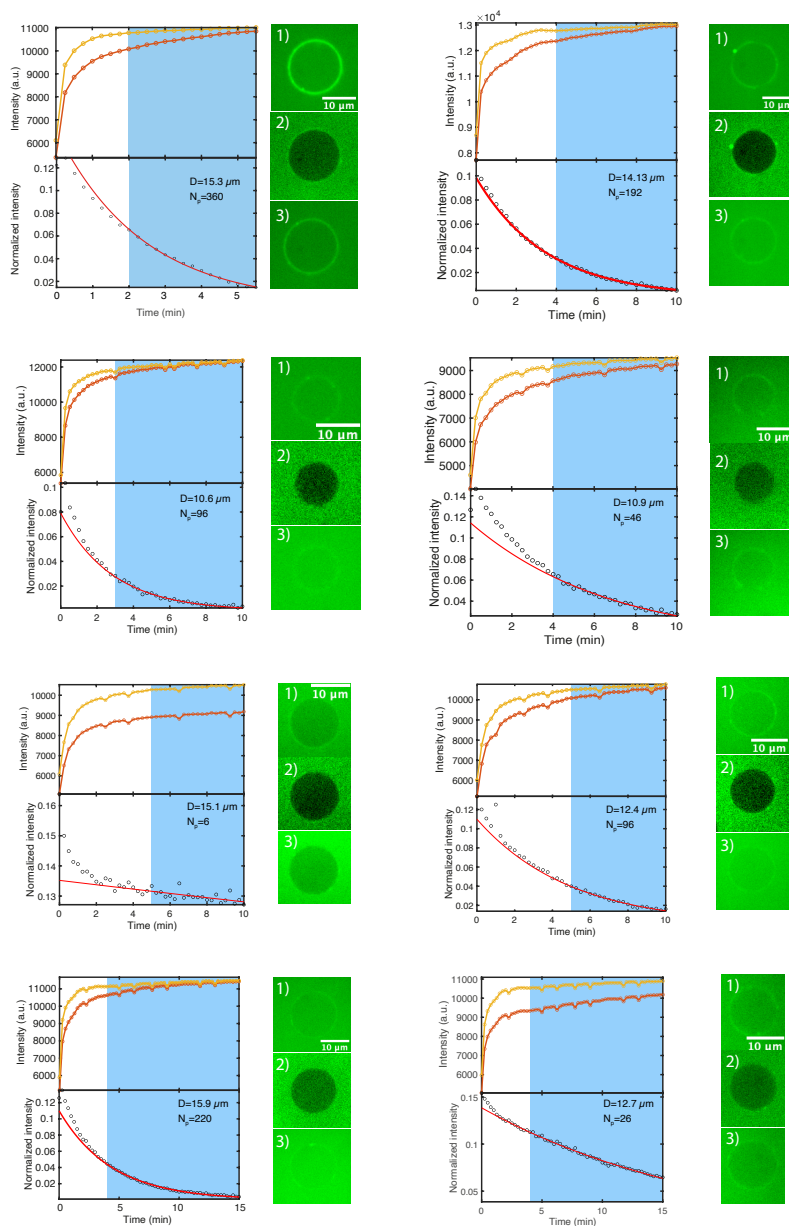 11000
10000
9000
8000
7000
6000
Intensity (a.u.)
0.12
0.1
0.08
0.06
0.04
0.02
Normalized intensity
D=15.3 µm
Np=360
0 1 2 3 4 5
Time (min)
1)
10 µm
2)
3)
×10⁴
1.3
1.2
1.1
1
0.9
0.8
Intensity (a.u.)
0.1
0.08
0.06
0.04
0.02
Normalized intensity
D=14.13 µm
Np=192
0 2 4 6 8 10
Time (min)
1)
10 µm
2)
3)
12000
10000
8000
6000
Intensity (a.u.)
0.1
0.08
0.06
0.04
0.02
Normalized intensity
D=10.6 µm
Np=96
0 2 4 6 8 10
Time (min)
1)
10 µm
2)
3)
9000
8000
7000
6000
5000
Intensity (a.u.)
0.14
0.12
0.1
0.08
0.06
0.04
Normalized intensity
D=10.9 µm
Np=46
0 2 4 6 8 10
Time (min)
1)
10 µm
2)
3)
10000
9000
8000
7000
6000
Intensity (a.u.)
0.16
0.15
0.14
0.13
Normalized intensity
D=15.1 µm
Np=6
0 2 4 6 8 10
Time (min)
10 µm
1)
2)
3)
10000
9000
8000
7000
6000
Intensity (a.u.)
0.12
0.1
0.08
0.06
0.04
0.02
Normalized intensity
D=12.4 µm
Np=96
0 2 4 6 8 10
Time (min)
1)
10 µm
2)
3)
11000
10000
9000
8000
7000
6000
Intensity (a.u.)
0.12
0.1
0.08
0.06
0.04
0.02
Normalized intensity
D=15.9 µm
Np=220
0 5 10 15
Time (min)
1)
10 µm
2)
3)
11000
10000
9000
8000
7000
6000
Intensity (a.u.)
0.15
0.1
0.05
Normalized intensity
D=12.7 µm
Np=26
0 5 10 15
Time (min)
1)
10 µm
2)
3)